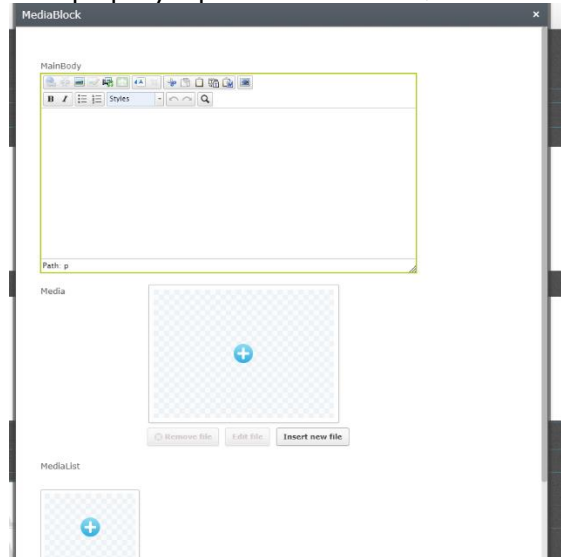 MediaBlock ×
MainBody
B I Styles
Path: p
Media
Remove file Edit file Insert new file
MediaList